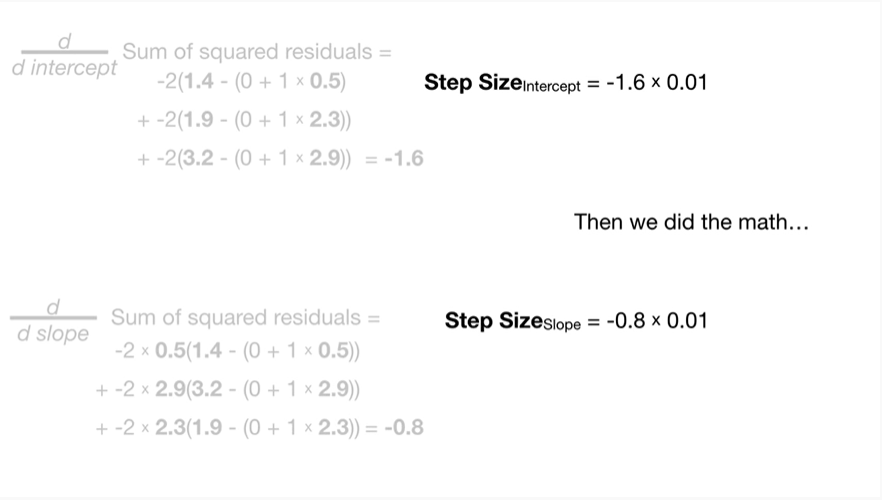 d
d intercept
Sum of squared residuals =
-2(1.4 - (0 + 1 × 0.5)
+ -2(1.9 - (0 + 1 × 2.3))
+ -2(3.2 - (0 + 1 × 2.9)) = -1.6
Step SizeIntercept = -1.6 × 0.01
Then we did the math...
d
d slope
Sum of squared residuals =
-2 × 0.5(1.4 - (0 + 1 × 0.5))
+ -2 × 2.9(3.2 - (0 + 1 × 2.9))
+ -2 × 2.3(1.9 - (0 + 1 × 2.3)) = -0.8
Step SizeSlope = -0.8 × 0.01